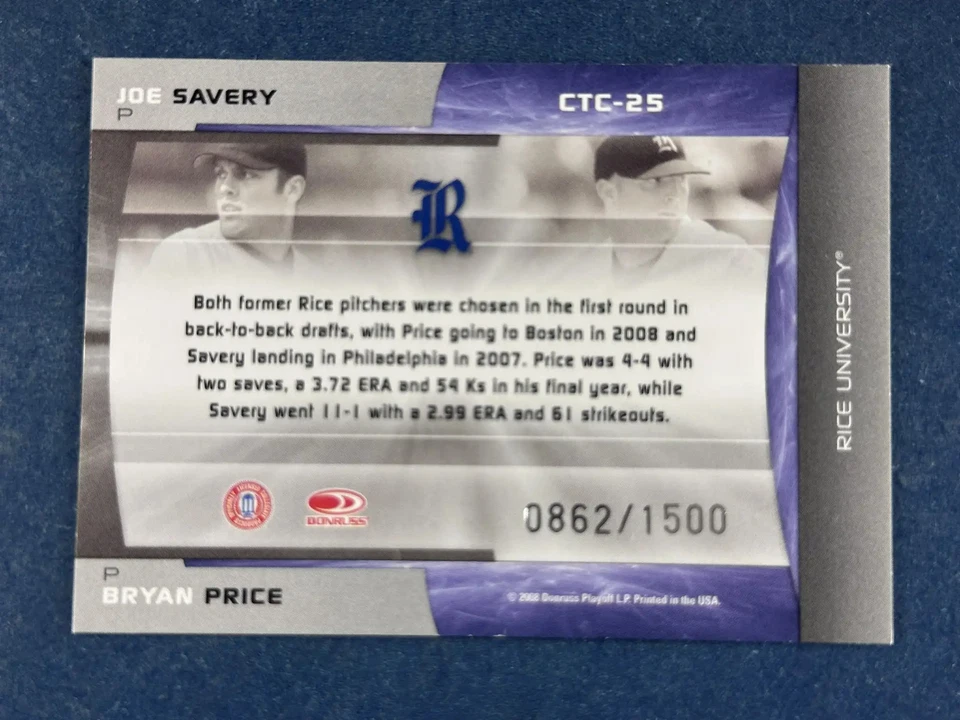 JOE SAVERY
P
CTC-25
R
R
Both former Rice pitchers were chosen in the first round in
back-to-back drafts, with Price going to Boston in 2008 and
Savery landing in Philadelphia in 2007. Price was 4-4 with
two saves, a 3.72 ERA and 54 Ks in his final year, while
Savery went 11-1 with a 2.99 ERA and 61 strikeouts.
DONRUSS
0862/1500
P
BRYAN PRICE
© 2008 Donruss Playoff L.P. Printed in the USA.
RICE UNIVERSITY®